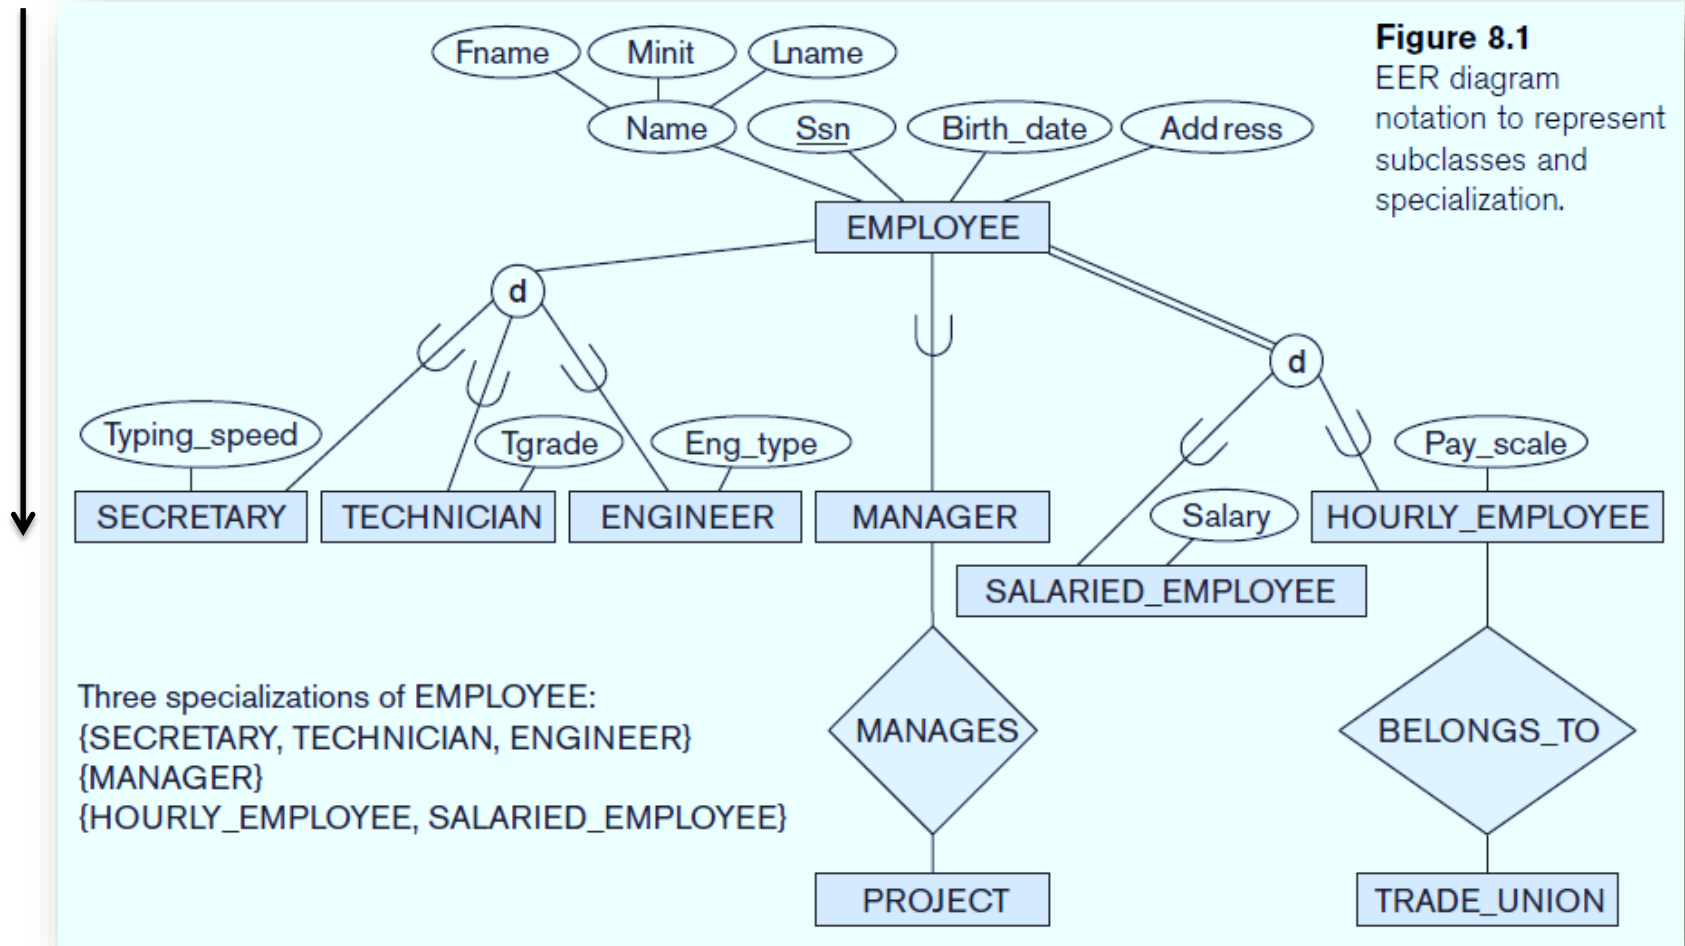 Figure 8.1
EER diagram
notation to represent
subclasses and
specialization.
Fname
Minit
Lname
Name
Ssn
Birth_date
Address
EMPLOYEE
d
d
Typing_speed
Tgrade
Eng_type
Pay_scale
SECRETARY
TECHNICIAN
ENGINEER
MANAGER
Salary
HOURLY_EMPLOYEE
SALARIED_EMPLOYEE
Three specializations of EMPLOYEE:
{SECRETARY, TECHNICIAN, ENGINEER}
{MANAGER}
{HOURLY_EMPLOYEE, SALARIED_EMPLOYEE}
MANAGES
BELONGS_TO
PROJECT
TRADE_UNION